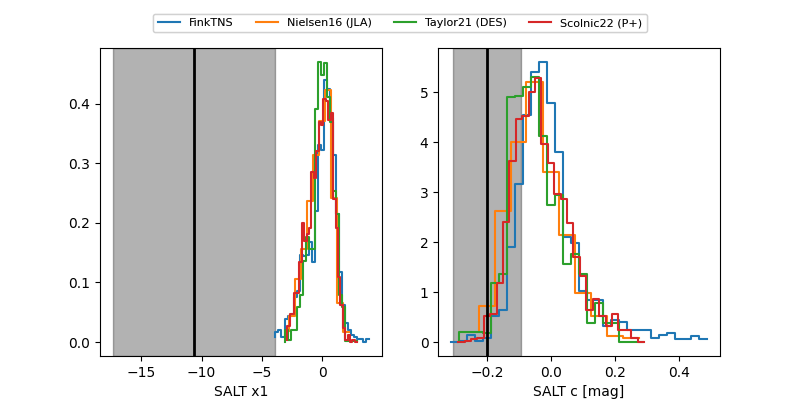 FinkTNS Nielsen16 (JLA) Taylor21 (DES) Scolnic22 (P+)
0.4
0.3
0.2
0.1
0.0
−15 −10 −5 0
SALT x1
5
4
3
2
1
0
−0.2 0.0 0.2 0.4
SALT c [mag]